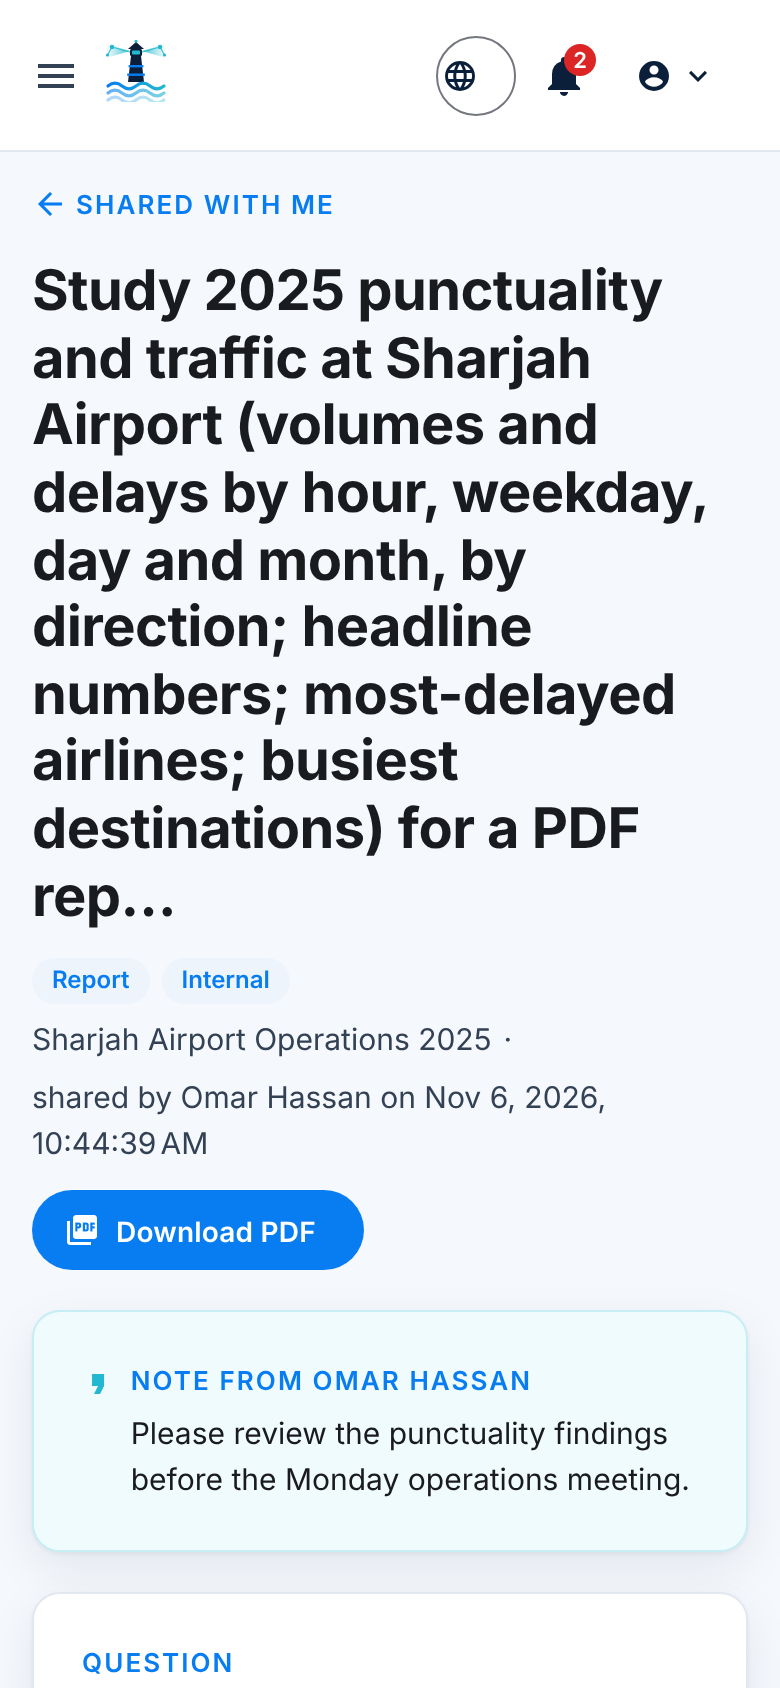 2
SHARED WITH ME
Study 2025 punctuality
and traffic at Sharjah
Airport (volumes and
delays by hour, weekday,
day and month, by
direction; headline
numbers; most-delayed
airlines; busiest
destinations) for a PDF
rep...
Report Internal
Sharjah Airport Operations 2025 ·
shared by Omar Hassan on Nov 6, 2026,
10:44:39 AM
PDF Download PDF
NOTE FROM OMAR HASSAN
Please review the punctuality findings
before the Monday operations meeting.
QUESTION